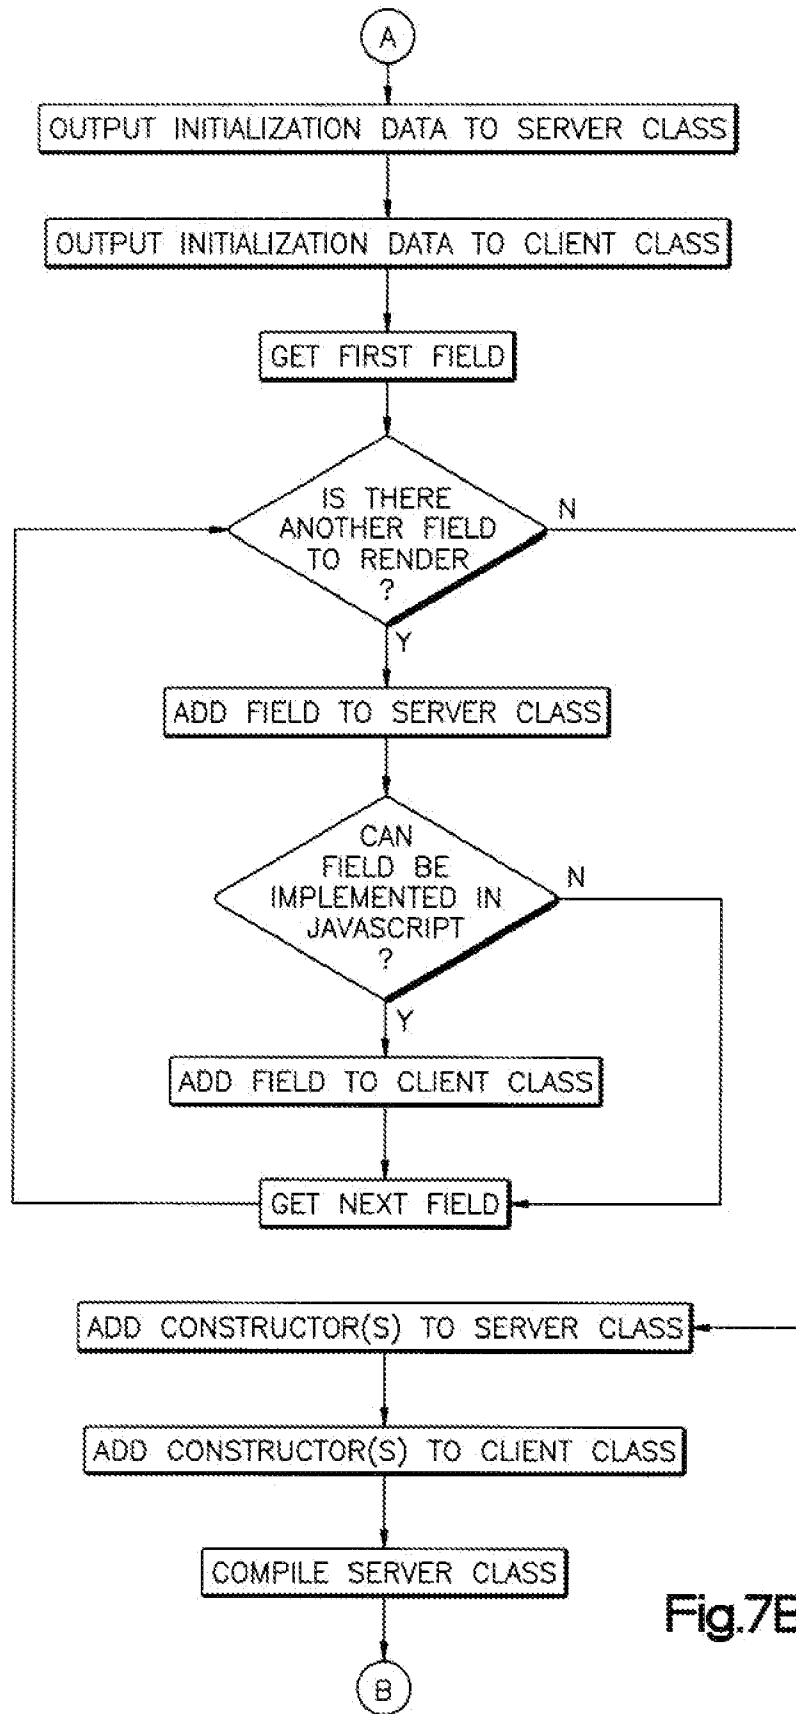 A
OUTPUT INITIALIZATION DATA TO SERVER CLASS
OUTPUT INITIALIZATION DATA TO CLIENT CLASS
GET FIRST FIELD
IS THERE
ANOTHER FIELD
TO RENDER
?
N
Y
ADD FIELD TO SERVER CLASS
CAN
FIELD BE
IMPLEMENTED IN
JAVASCRIPT
?
N
Y
ADD FIELD TO CLIENT CLASS
GET NEXT FIELD
ADD CONSTRUCTOR(S) TO SERVER CLASS
ADD CONSTRUCTOR(S) TO CLIENT CLASS
COMPILE SERVER CLASS
Fig.7B
B